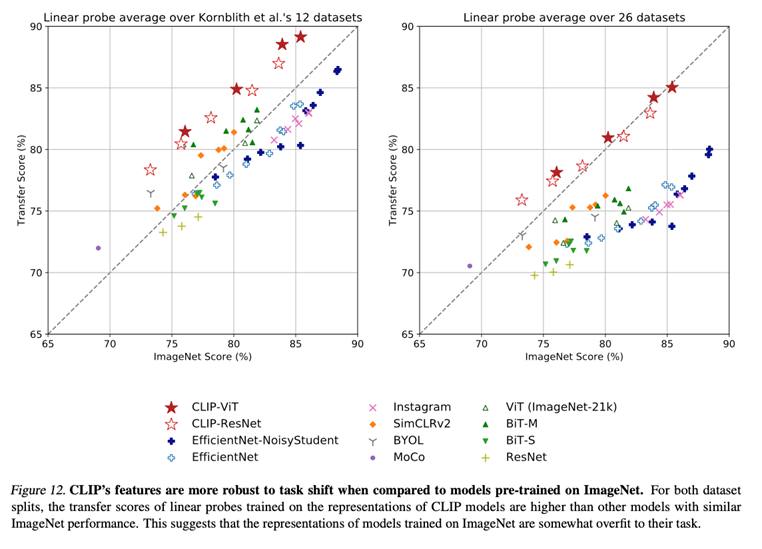 Linear probe average over Kornblith et al.'s 12 datasets
90
85
80
75
70
65
Transfer Score (%)
65 70 75 80 85 90
ImageNet Score (%)
Linear probe average over 26 datasets
90
85
80
75
70
65
Transfer Score (%)
65 70 75 80 85 90
ImageNet Score (%)
CLIP-ViT
CLIP-ResNet
EfficientNet-NoisyStudent
EfficientNet
Instagram
SimCLRv2
BYOL
MoCo
ViT (ImageNet-21k)
BiT-M
BiT-S
ResNet
Figure 12. CLIP's features are more robust to task shift when compared to models pre-trained on ImageNet. For both dataset
splits, the transfer scores of linear probes trained on the representations of CLIP models are higher than other models with similar
ImageNet performance. This suggests that the representations of models trained on ImageNet are somewhat overfit to their task.